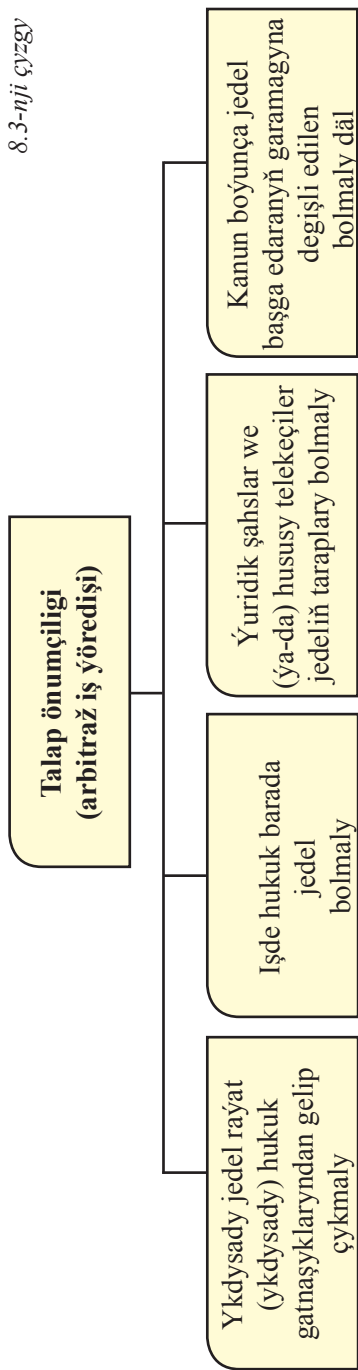 8.3-nji çyzgy
Talap önümçiligi
(arbitraž iş ýöredişi)
Ykdysady jedel raýat
(ykdysady) hukuk
gatnaşyklaryndan gelip
çykmaly
Işde hukuk barada
jedel
bolmaly
Ýuridik şahslar we
(ýa-da) hususy telekeçiler
jedeliň taraplary bolmaly
Kanun boýunça jedel
başga edaranyň garamagyna
degişli edilen
bolmaly däl